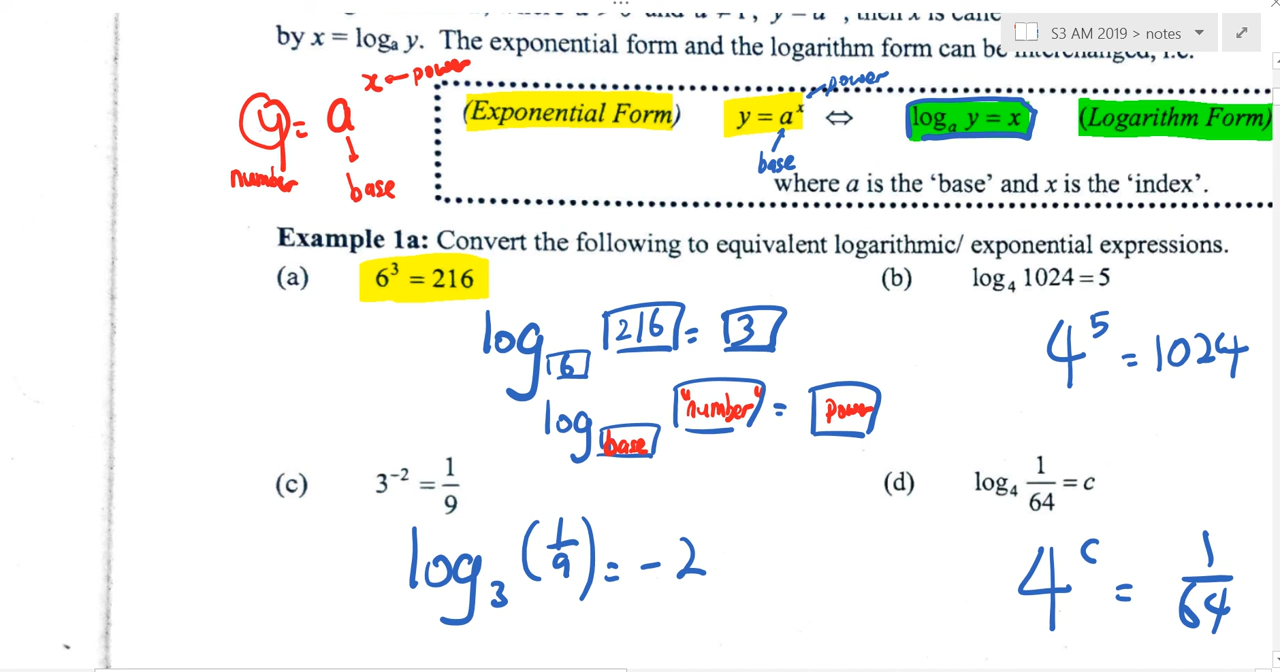 by x = logₐ y. The exponential form and the logarithm form can be interchanged, i.e.
S3 AM 2019 > notes
x ← power
y = a
number
base
(Exponential Form) y = aˣ ⇔ logₐ y = x (Logarithm Form)
power
base
where a is the 'base' and x is the 'index'.
Example 1a: Convert the following to equivalent logarithmic/ exponential expressions.
(a) 6³ = 216
(b) log₄ 1024 = 5
log₆ 216 = 3
4⁵ = 1024
log base "number" = power
(c) 3⁻² = 1/9
(d) log₄ 1/64 = c
log₃ (1/9) = -2
4ᶜ = 1/64